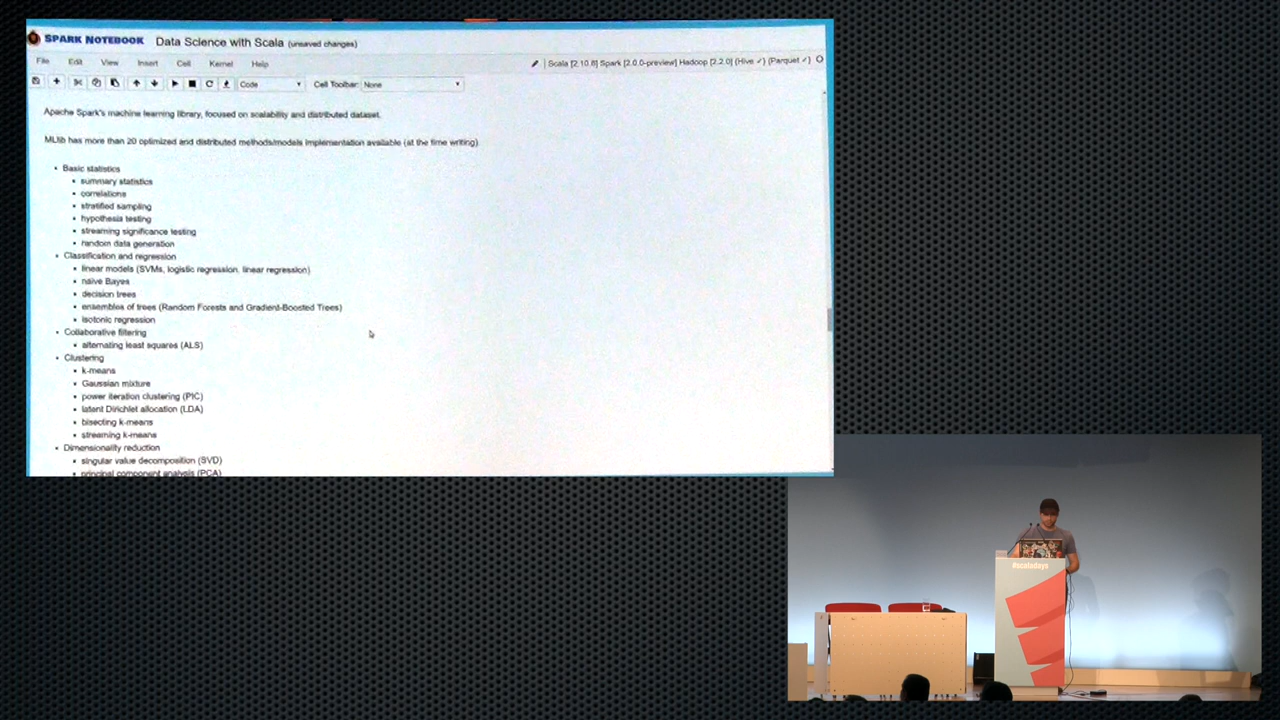 SPARK NOTEBOOK Data Science with Scala (unsaved changes)
File Edit View Insert Cell Kernel Help
Scala [2.10.6] Spark [2.0.0-preview] Hadoop [2.2.0] {Hive ✓} {Parquet ✓}
Code Cell Toolbar: None
Apache Spark's machine learning library, focused on scalability and distributed dataset.
MLlib has more than 20 optimized and distributed methods/models implementation available (at the time writing)
• Basic statistics
• summary statistics
• correlations
• stratified sampling
• hypothesis testing
• streaming significance testing
• random data generation
• Classification and regression
• linear models (SVMs, logistic regression, linear regression)
• naive Bayes
• decision trees
• ensembles of trees (Random Forests and Gradient-Boosted Trees)
• isotonic regression
• Collaborative filtering
• alternating least squares (ALS)
• Clustering
• k-means
• Gaussian mixture
• power iteration clustering (PIC)
• latent Dirichlet allocation (LDA)
• bisecting k-means
• streaming k-means
• Dimensionality reduction
• singular value decomposition (SVD)
• principal component analysis (PCA)
#scaladays